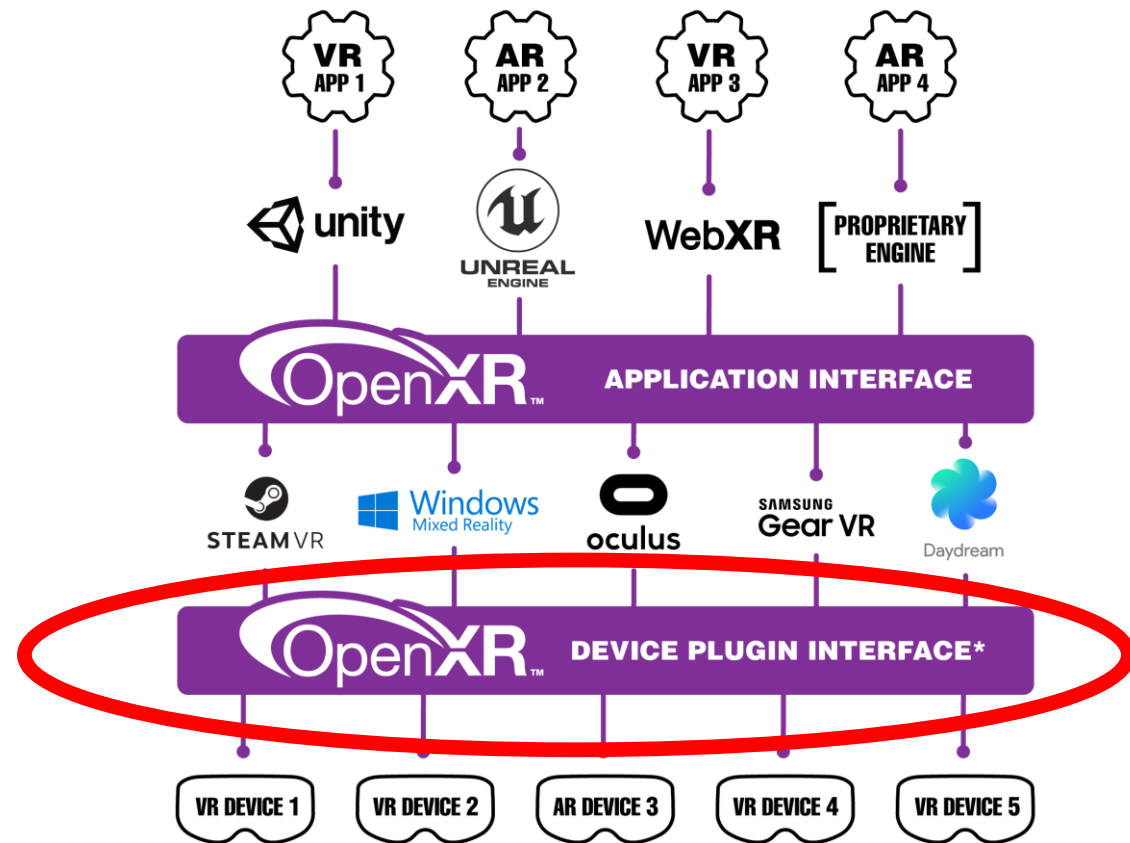 VR
APP 1
AR
APP 2
VR
APP 3
AR
APP 4
unity
UNREAL
ENGINE
WebXR
[PROPRIETARY
ENGINE]
OpenXR™ APPLICATION INTERFACE
STEAM VR
Windows
Mixed Reality
oculus
SAMSUNG
Gear VR
Daydream
OpenXR™ DEVICE PLUGIN INTERFACE*
VR DEVICE 1
VR DEVICE 2
AR DEVICE 3
VR DEVICE 4
VR DEVICE 5